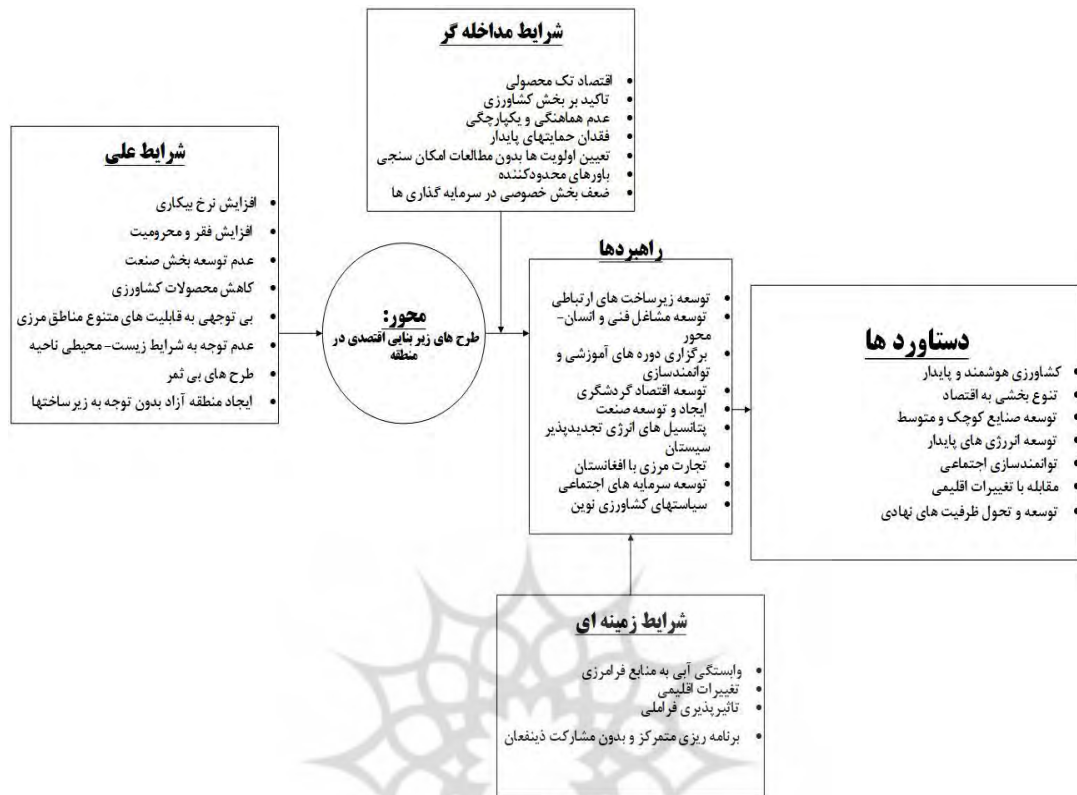 شرایط مداخله گر
اقتصاد تک محصولی
تاکید بر بخش کشاورزی
عدم هماهنگی و یکپارچگی
فقدان حمایتهای پایدار
تعیین اولویت ها بدون مطالعات امکان سنجی
باورهای محدودکننده
ضعف بخش خصوصی در سرمایه گذاری ها
شرایط علی
افزایش نرخ بیکاری
افزایش فقر و محرومیت
عدم توسعه بخش صنعت
کاهش محصولات کشاورزی
بی توجهی به قابلیت های متنوع مناطق مرزی
عدم توجه به شرایط زیست- محیطی ناحیه
طرح های بی ثمر
ایجاد منطقه آزاد بدون توجه به زیرساختها
محور:
طرح های زیربنایی اقتصدی در
منطقه
راهبردها
توسعه زیرساخت های ارتباطی
توسعه مشاغل فنی و انسان-
محور
برگزاری دوره های آموزشی و
توانمندسازی
توسعه اقتصاد گردشگری
ایجاد و توسعه صنعت
پتانسیل های انرژی تجدیدپذیر
سیستان
تجارت مرزی با افغانستان
توسعه سرمایه های اجتماعی
سیاستهای کشاورزی نوین
دستاورد ها
کشاورزی هوشمند و پایدار
تنوع بخشی به اقتصاد
توسعه صنایع کوچک و متوسط
توسعه انررژی های پایدار
توانمندسازی اجتماعی
مقابله با تغییرات اقلیمی
توسعه و تحول ظرفیت های نهادی
شرایط زمینه ای
وابستگی آبی به منابع فرامرزی
تغییرات اقلیمی
تاثیرپذیری فراملی
برنامه ریزی متمرکز و بدون مشارکت ذینفعان